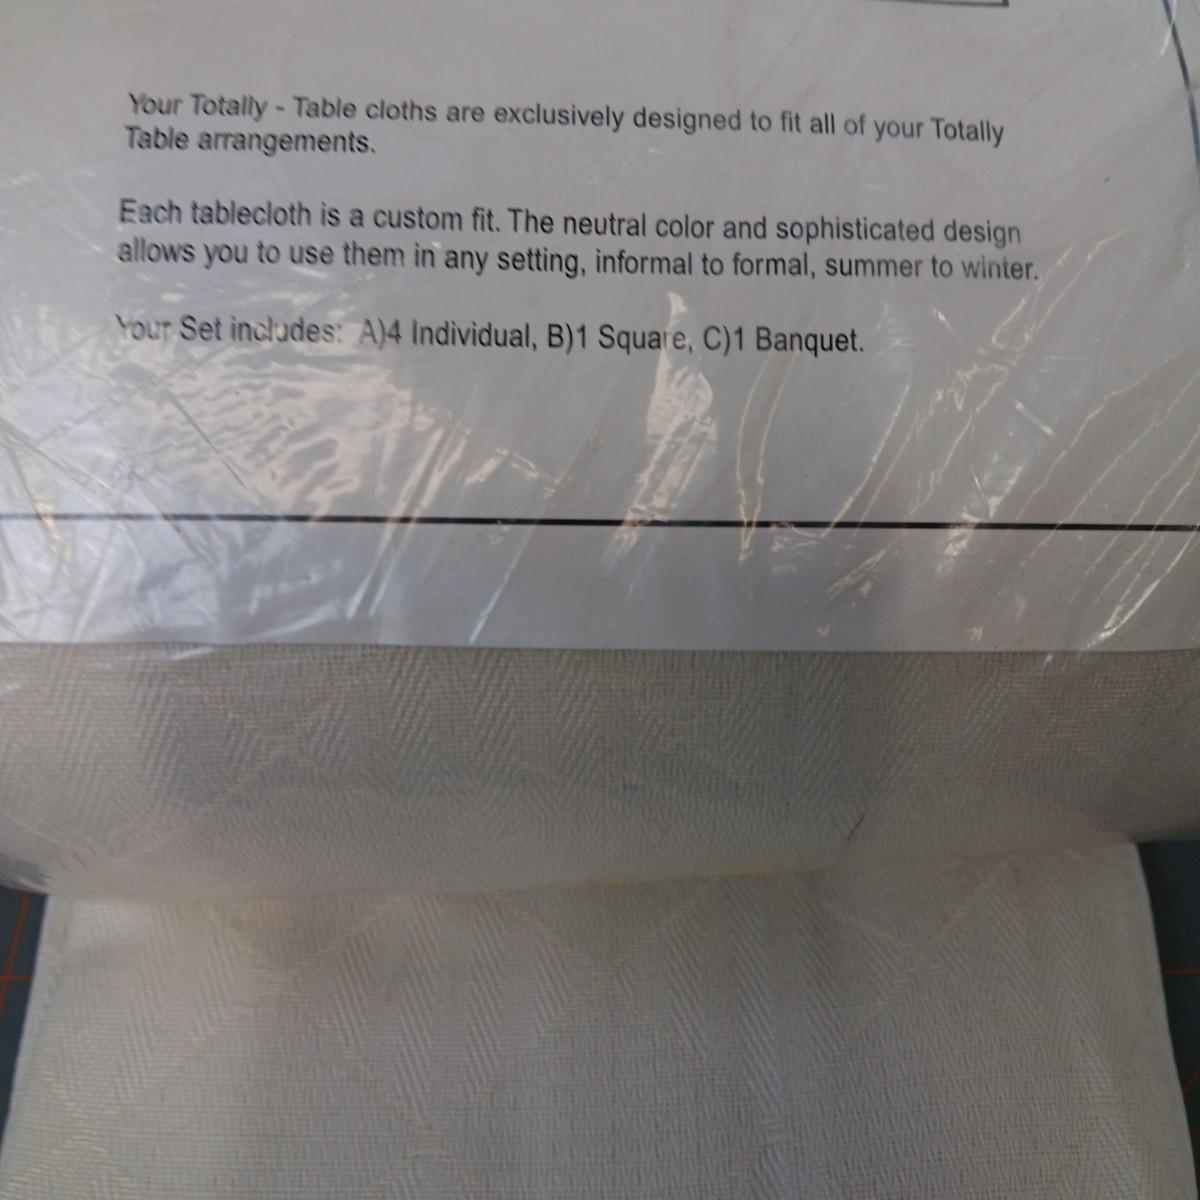 Your Totally - Table cloths are exclusively designed to fit all of your Totally
Table arrangements.
Each tablecloth is a custom fit. The neutral color and sophisticated design
allows you to use them in any setting, informal to formal, summer to winter.
Your Set includes: A)4 Individual, B)1 Square, C)1 Banquet.